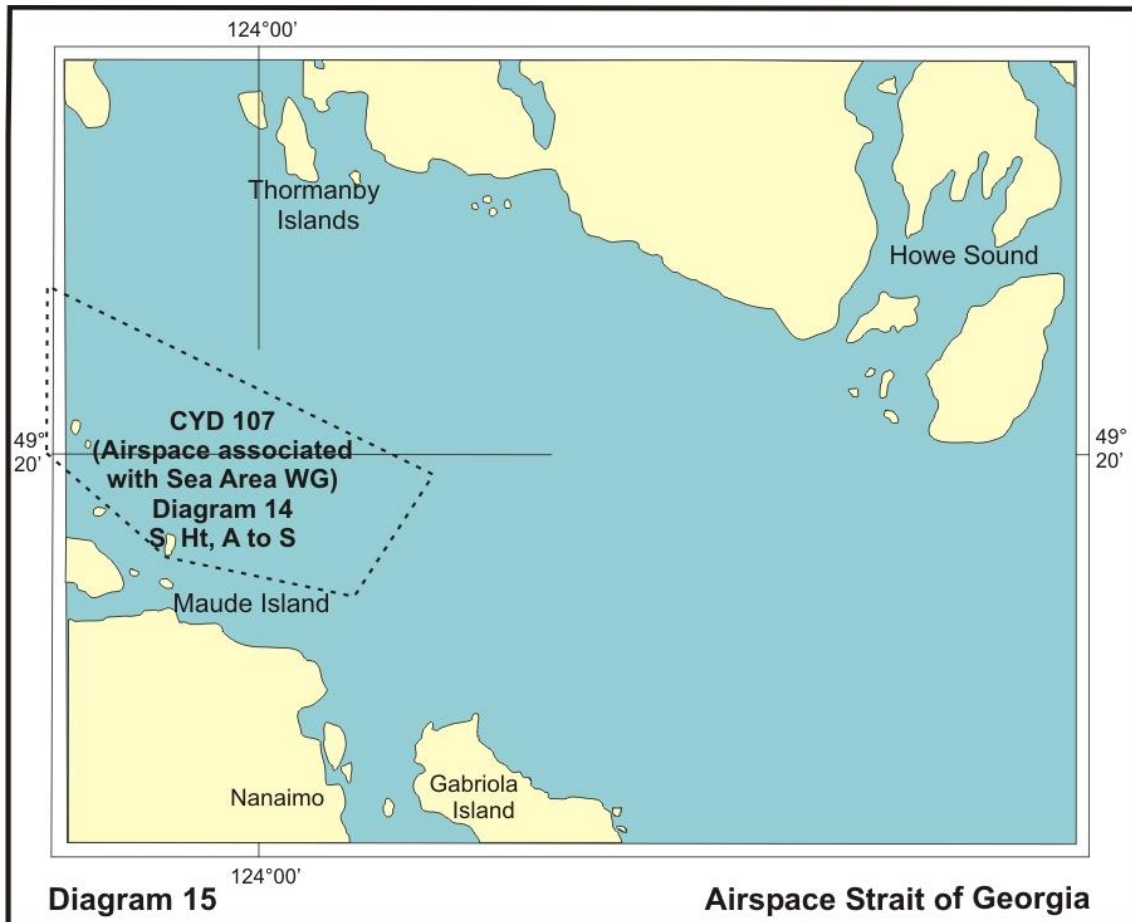 124°00'
Thormanby
Islands
Howe Sound
CYD 107
(Airspace associated
with Sea Area WG)
Diagram 14
S, Ht, A to S
49°
20'
49°
20'
Maude Island
Nanaimo
Gabriola
Island
124°00'
Diagram 15
Airspace Strait of Georgia